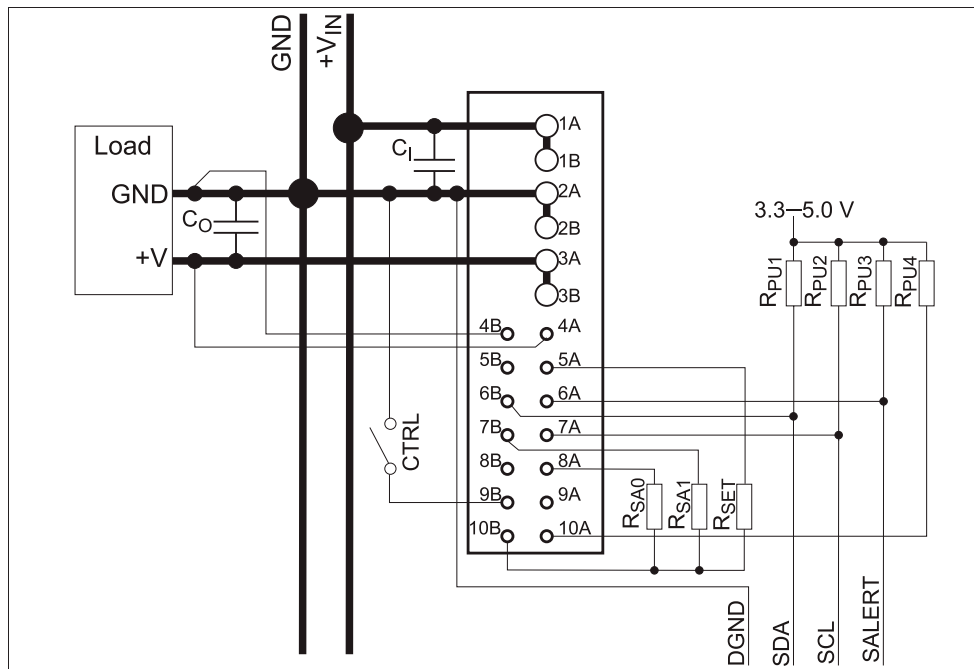 GND
+VIN
Load
GND
+V
CI
CO
1A
1B
2A
2B
3A
3B
4B
4A
5B
5A
6B
6A
7B
7A
8B
8A
9B
9A
10B
10A
CTRL
RSA0
RSA1
RSET
3.3–5.0 V
RPU1
RPU2
RPU3
RPU4
DGND
SDA
SCL
SALERT